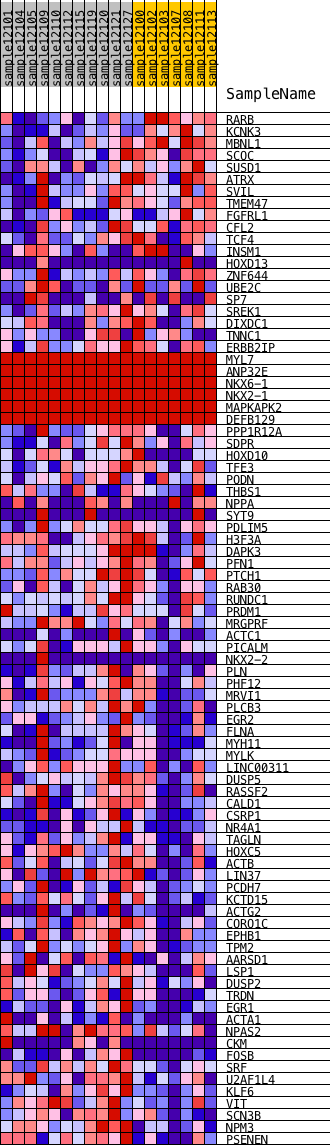 sample12101
sample12104
sample12105
sample12109
sample12112
sample12115
sample12119
sample12120
sample12121
sample12100
sample12102
sample12103
sample12107
sample12108
sample12111
sample12113
SampleName
RARB
KCNK3
MBNL1
SCOC
SUSD1
ATRX
SVIL
TMEM47
FGFRL1
CFL2
TCF4
INSM1
HOXD13
ZNF644
UBE2C
SP7
SREK1
DIXDC1
TNNC1
ERBB2IP
MYL7
ANP32E
NKX6-1
NKX2-1
MAPKAPK2
DEFB129
PPP1R12A
SDPR
HOXD10
TFE3
PODN
THBS1
NPPA
SYT9
PDLIM5
H3F3A
DAPK3
PFN1
PTCH1
RAB30
RUNDC1
PRDM1
MRGPRF
ACTC1
PICALM
NKX2-2
PLN
PHF12
MRVI1
PLCB3
EGR2
FLNA
MYH11
MYLK
LINC00311
DUSP5
RASSF2
CALD1
CSRP1
NR4A1
TAGLN
HOXC5
ACTB
LIN37
PCDH7
KCTD15
ACTG2
CORO1C
EPHB1
TPM2
AARSD1
LSP1
DUSP2
TRDN
EGR1
ACTA1
NPAS2
CKM
FOSB
SRF
U2AF1L4
KLF6
VIT
SCN3B
NPM3
PSENEN